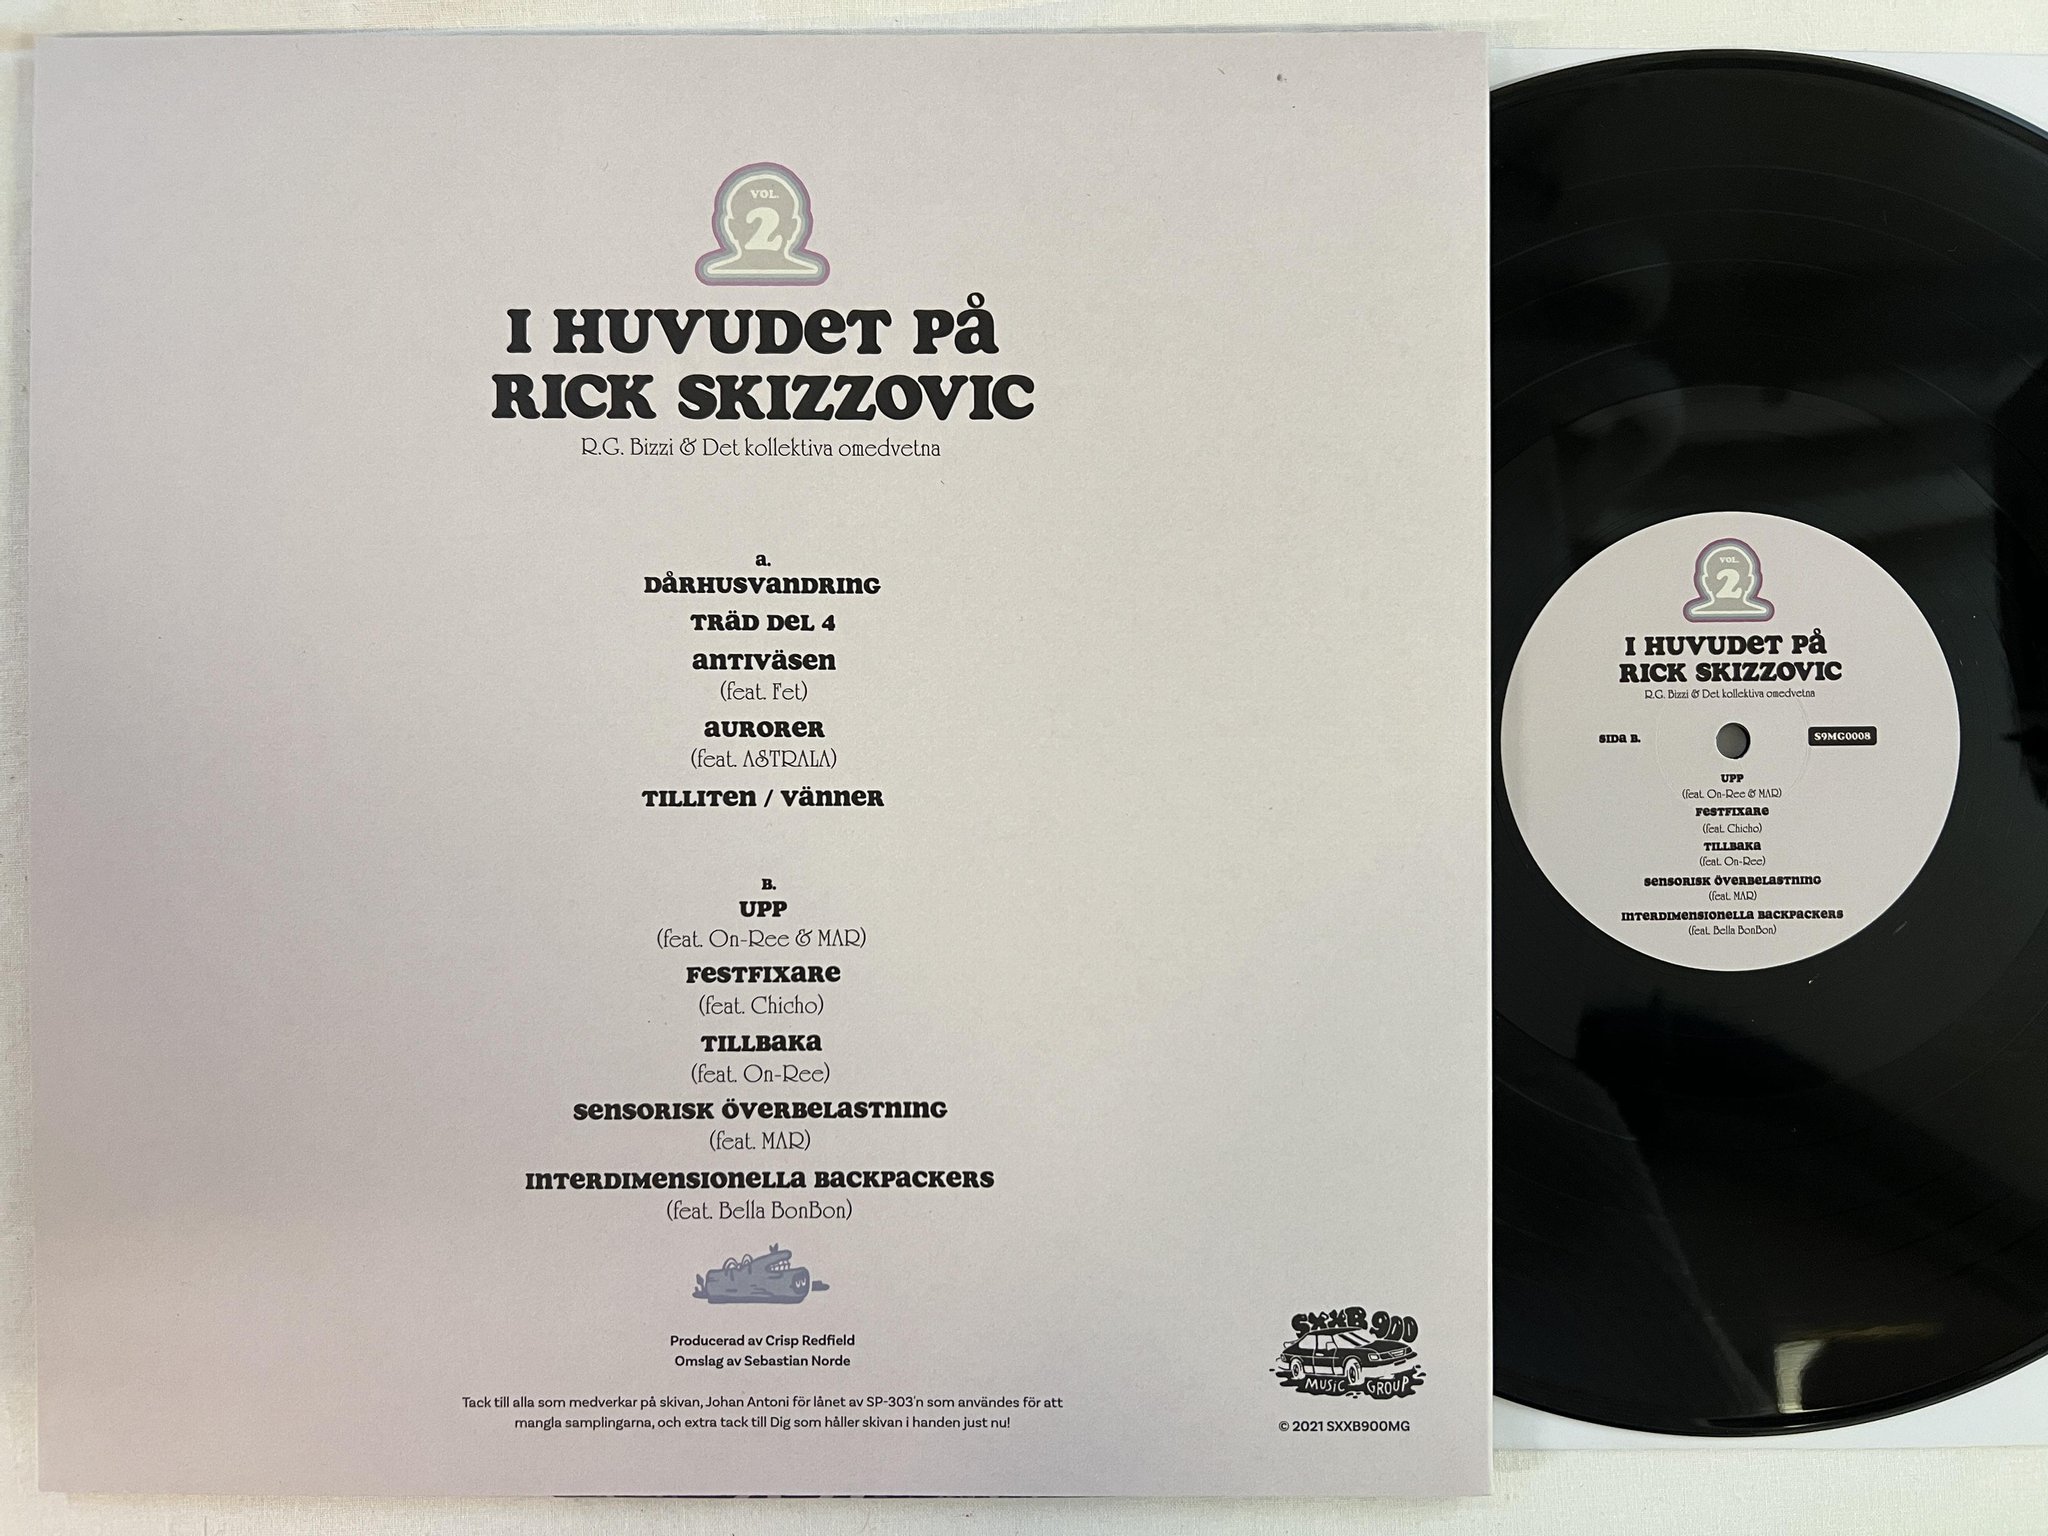 VOL.
2
I HUVUDET PÅ
RICK SKIZZOVIC
R.G. Bizzi & Det kollektiva omedvetna
a.
DÅRHUSVANDRING
TRÄD DEL 4
ANTIVÄSEN
(feat. Fet)
AURORER
(feat. ASTRALA)
TILLITEN / VÄNNER
B.
UPP
(feat. On-Ree & MAR)
FESTFIXARE
(feat. Chicho)
TILLBAKA
(feat. On-Ree)
SENSORISK ÖVERBELASTNING
(feat. MAR)
INTERDIMENSIONELLA BACKPACKERS
(feat. Bella BonBon)
Producerad av Crisp Redfield
Omslag av Sebastian Norde
Tack till alla som medverkar på skivan, Johan Antoni för lånet av SP-303'n som användes för att
mangla samplingarna, och extra tack till Dig som håller skivan i handen just nu!
SXXB 900
MUSIC GROUP
© 2021 SXXB900MG
VOL.
2
I HUVUDET PÅ
RICK SKIZZOVIC
R.G. Bizzi & Det kollektiva omedvetna
SIDA B.
S9MG0008
UPP
(feat. On-Ree & MAR)
FESTFIXARE
(feat. Chicho)
TILLBAKA
(feat. On-Ree)
SENSORISK ÖVERBELASTNING
(feat. MAR)
INTERDIMENSIONELLA BACKPACKERS
(feat. Bella BonBon)